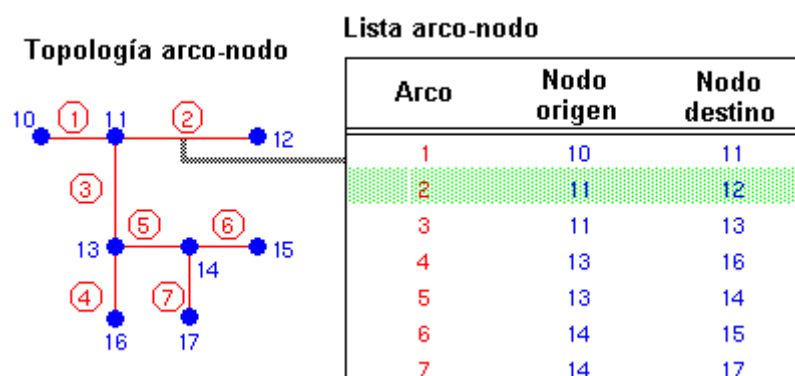 Topología arco-nodo
10 1 11 2 12
3
13 5 6 15
14
4 7
16 17
Lista arco-nodo
Arco Nodo origen Nodo destino
1 10 11
2 11 12
3 11 13
4 13 16
5 13 14
6 14 15
7 14 17